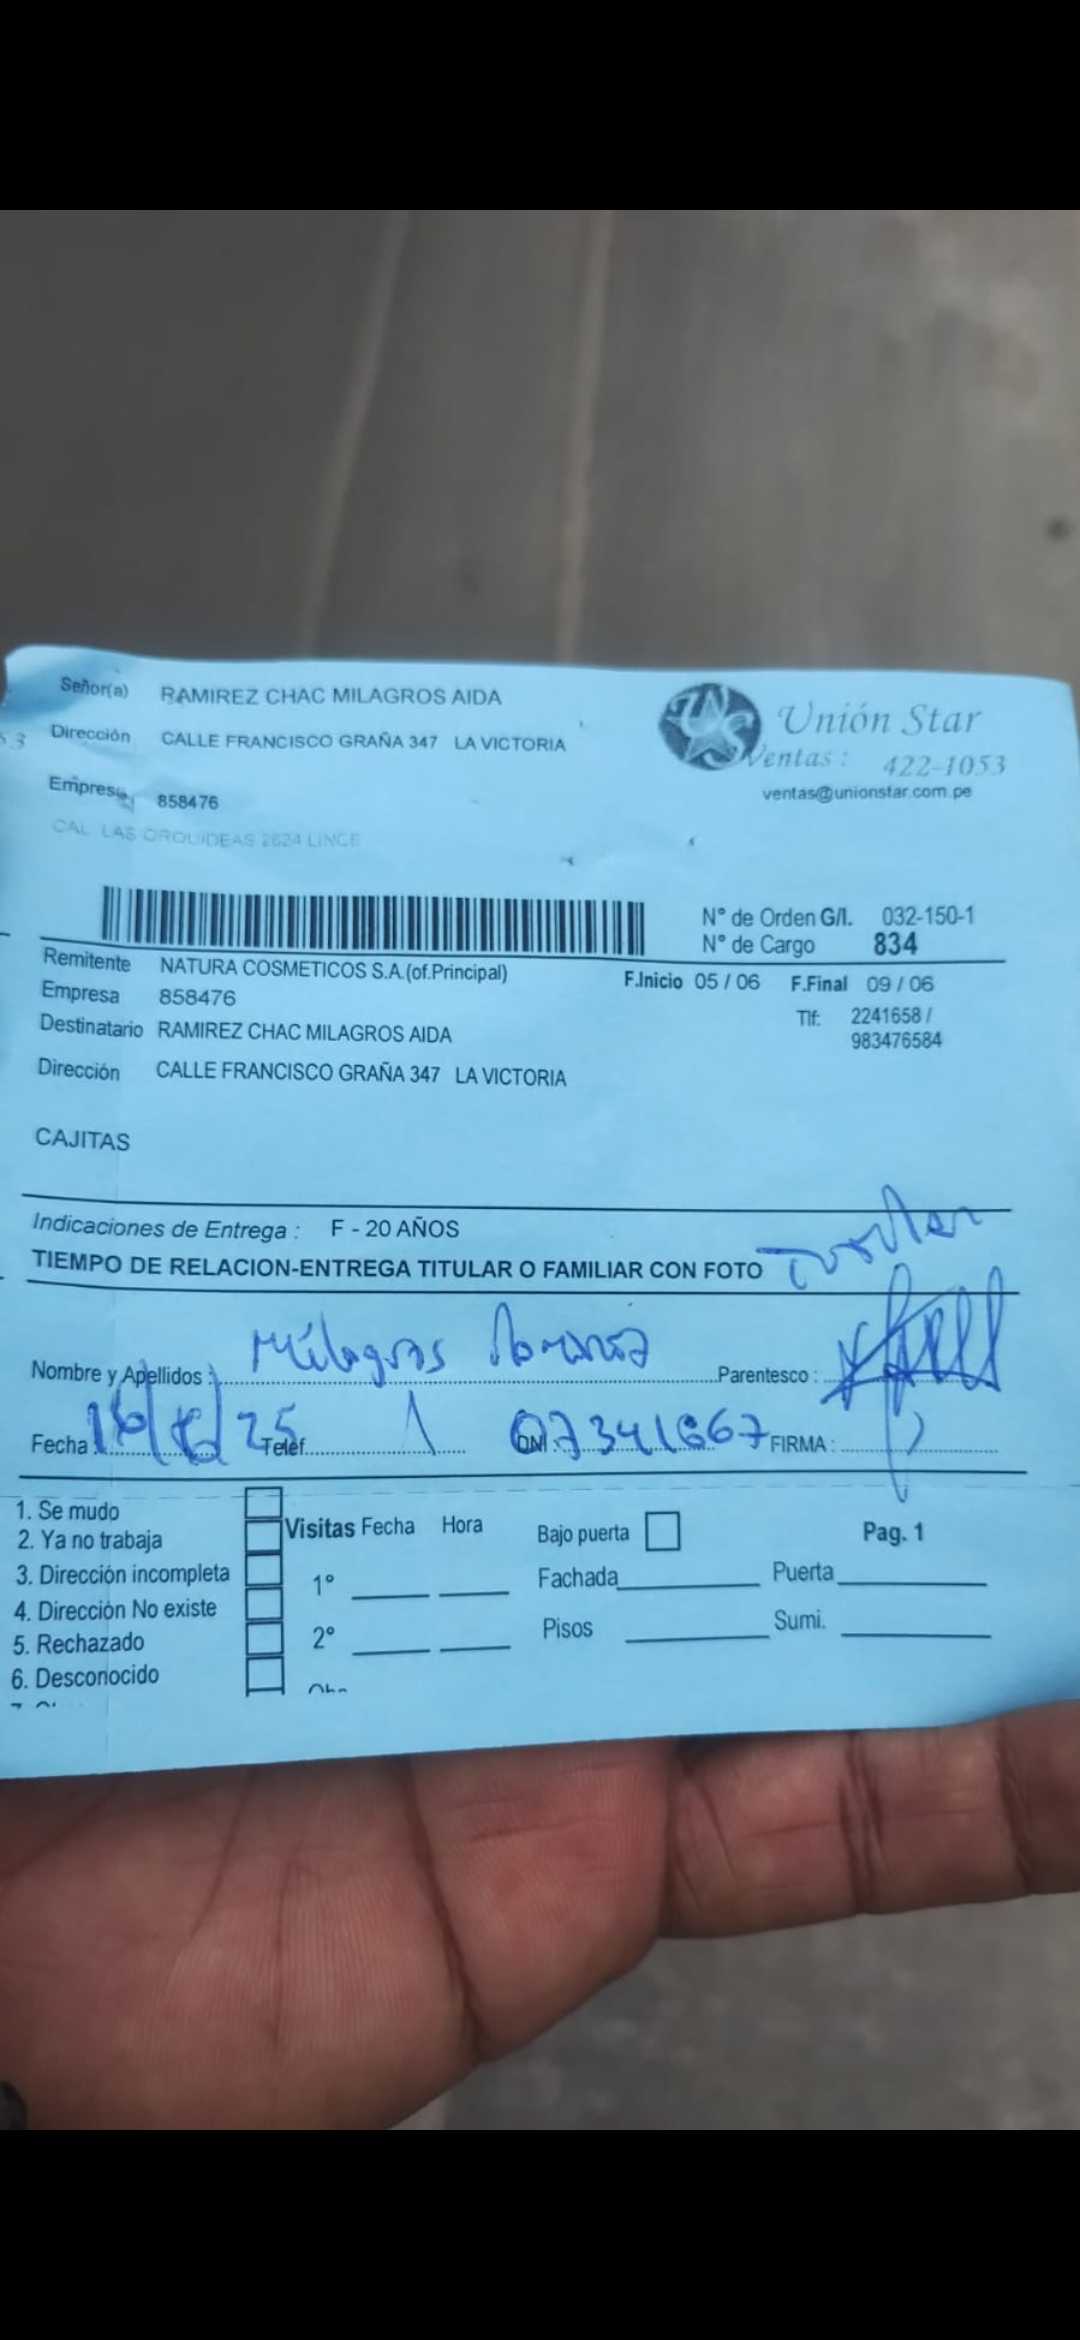 Señor(a) RAMIREZ CHAC MILAGROS AIDA
Dirección CALLE FRANCISCO GRAÑA 347 LA VICTORIA
Empresa 858476
CAL. LAS ORQUIDEAS 2624 LINCE
Unión Star
Ventas : 422-1053
ventas@unionstar.com.pe
N° de Orden G/I. 032-150-1
N° de Cargo 834
Remitente NATURA COSMETICOS S.A.(of.Principal)
F.Inicio 05 / 06 F.Final 09 / 06
Empresa 858476
Tlf: 2241658 /
983476584
Destinatario RAMIREZ CHAC MILAGROS AIDA
Dirección CALLE FRANCISCO GRAÑA 347 LA VICTORIA
CAJITAS
Indicaciones de Entrega : F - 20 AÑOS
TIEMPO DE RELACION-ENTREGA TITULAR O FAMILIAR CON FOTO
Nombre y Apellidos : Milagros Parentesco :
Fecha : Teléf. DNI : FIRMA :
1. Se mudo
2. Ya no trabaja
3. Dirección incompleta
4. Dirección No existe
5. Rechazado
6. Desconocido
Visitas Fecha Hora
1°
2°
Bajo puerta
Pag. 1
Fachada Puerta
Pisos Sumi.